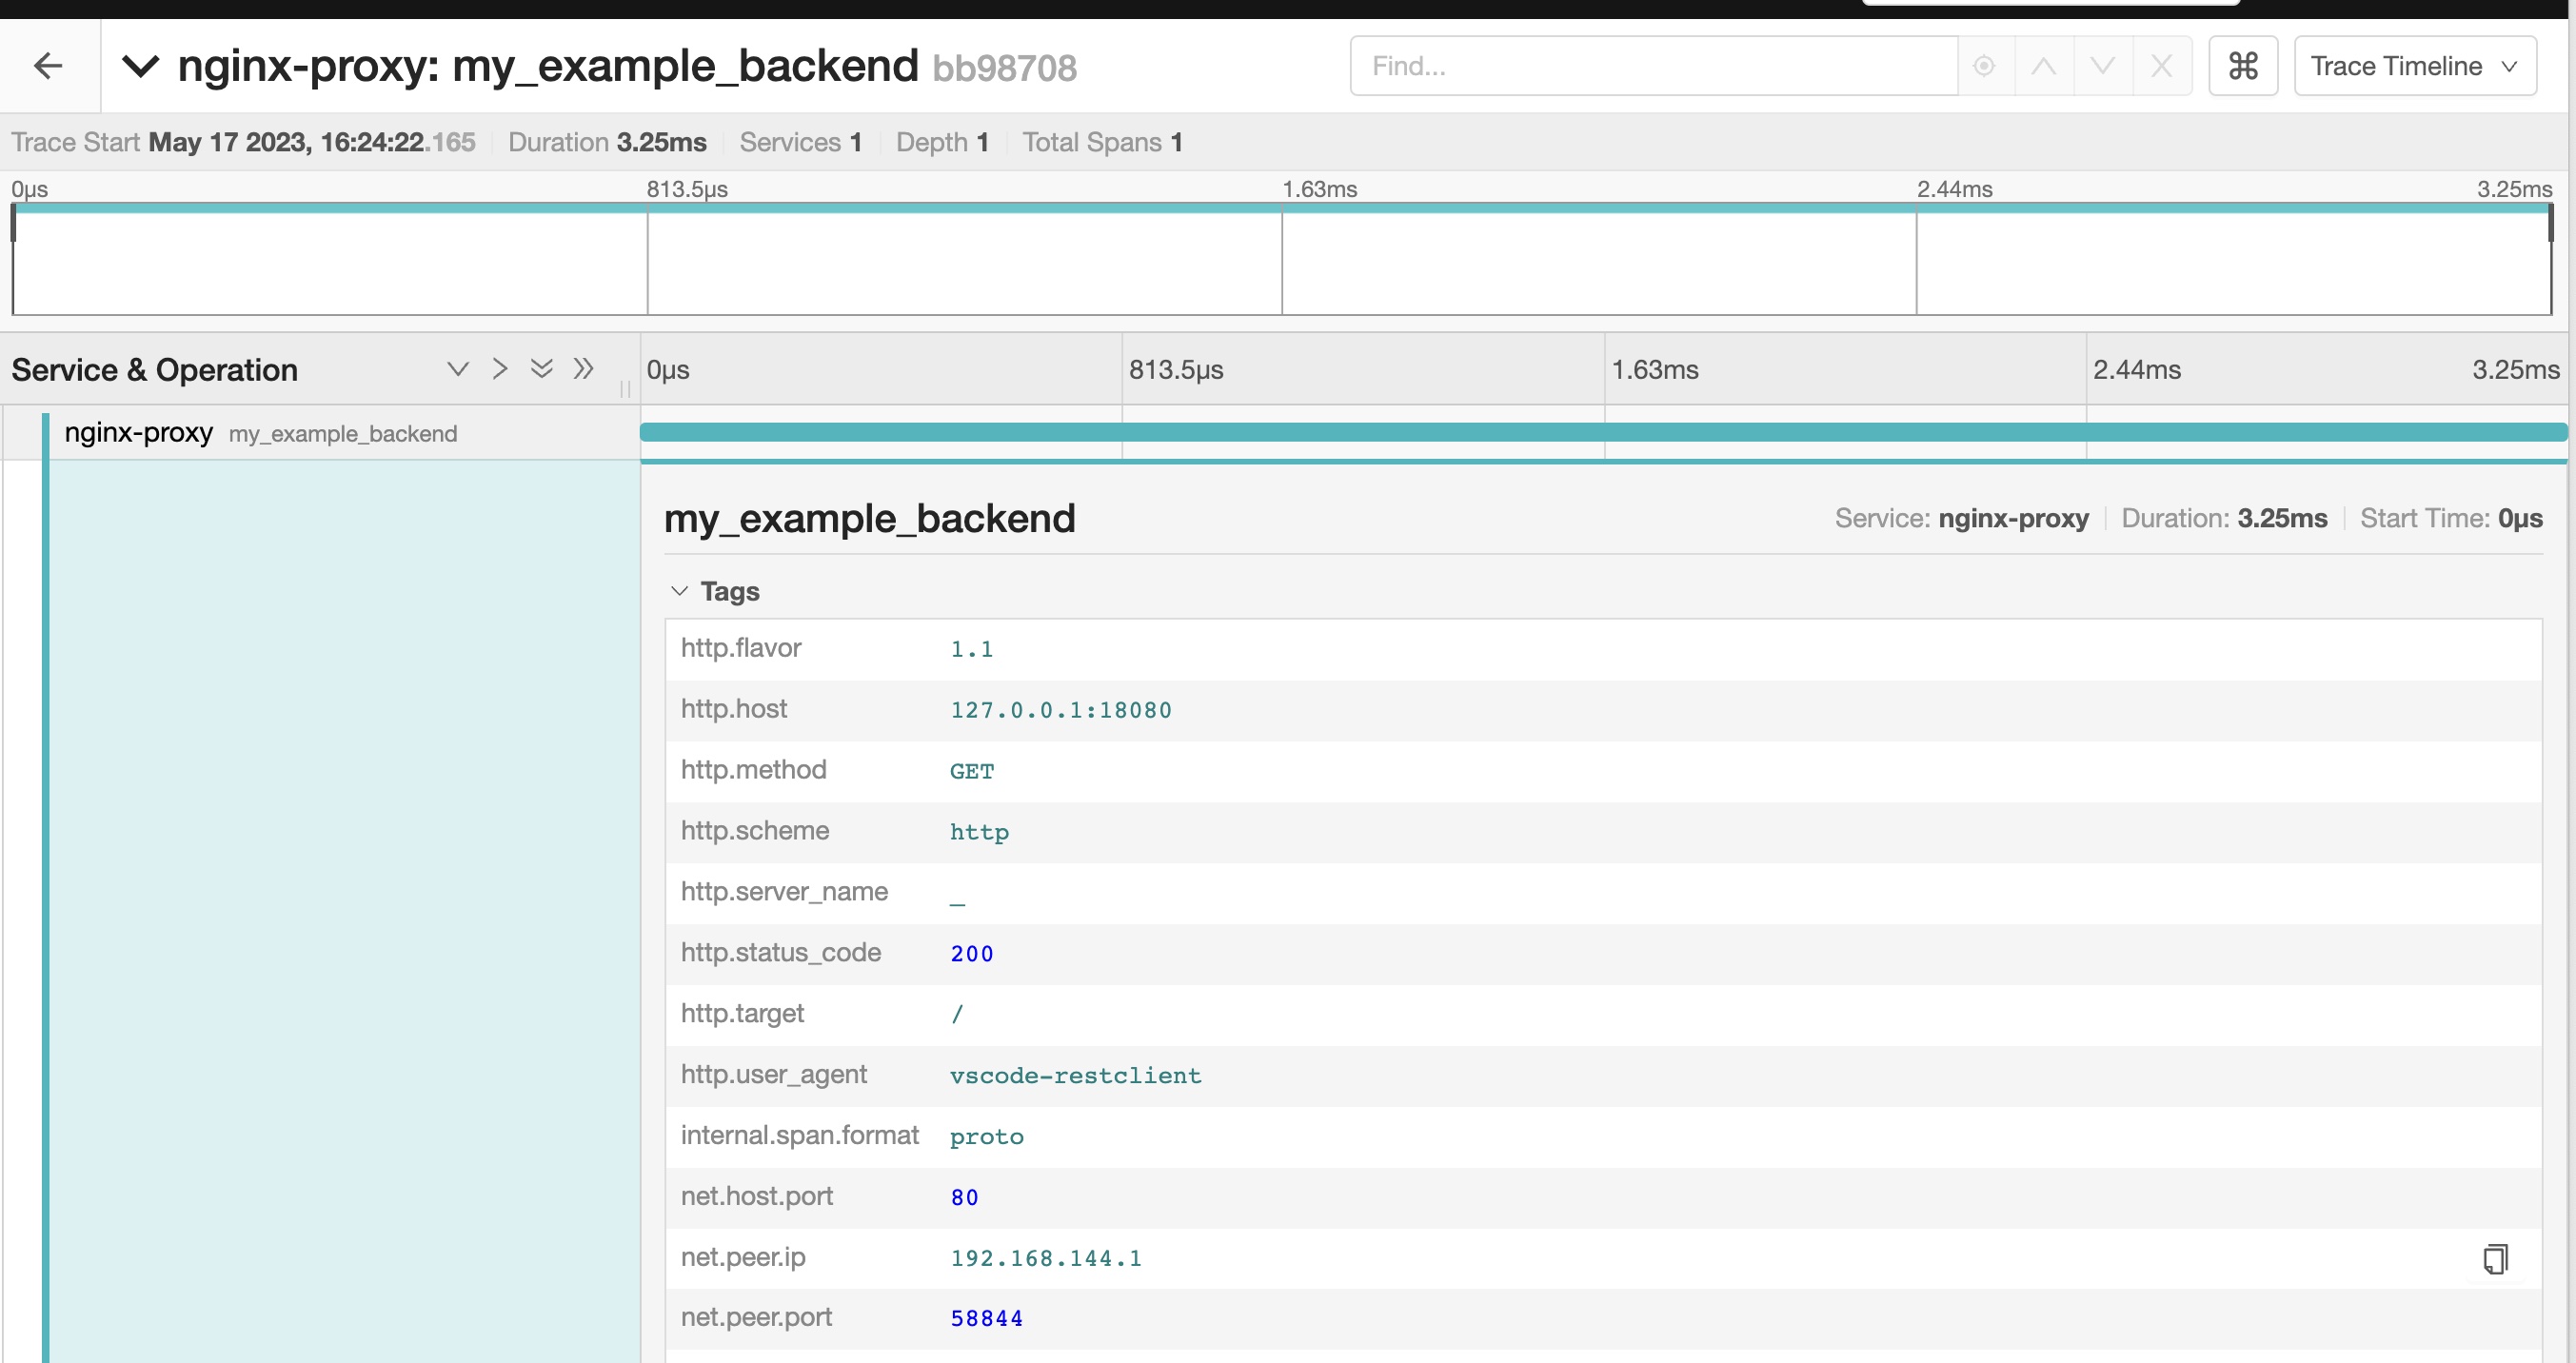 nginx-proxy: my_example_backend bb98708
Find...
Trace Timeline
Trace Start May 17 2023, 16:24:22.165 Duration 3.25ms Services 1 Depth 1 Total Spans 1
0μs 813.5μs 1.63ms 2.44ms 3.25ms
Service & Operation 0μs 813.5μs 1.63ms 2.44ms 3.25ms
nginx-proxy my_example_backend
my_example_backend Service: nginx-proxy Duration: 3.25ms Start Time: 0μs
Tags
http.flavor 1.1
http.host 127.0.0.1:18080
http.method GET
http.scheme http
http.server_name _
http.status_code 200
http.target /
http.user_agent vscode-restclient
internal.span.format proto
net.host.port 80
net.peer.ip 192.168.144.1
net.peer.port 58844